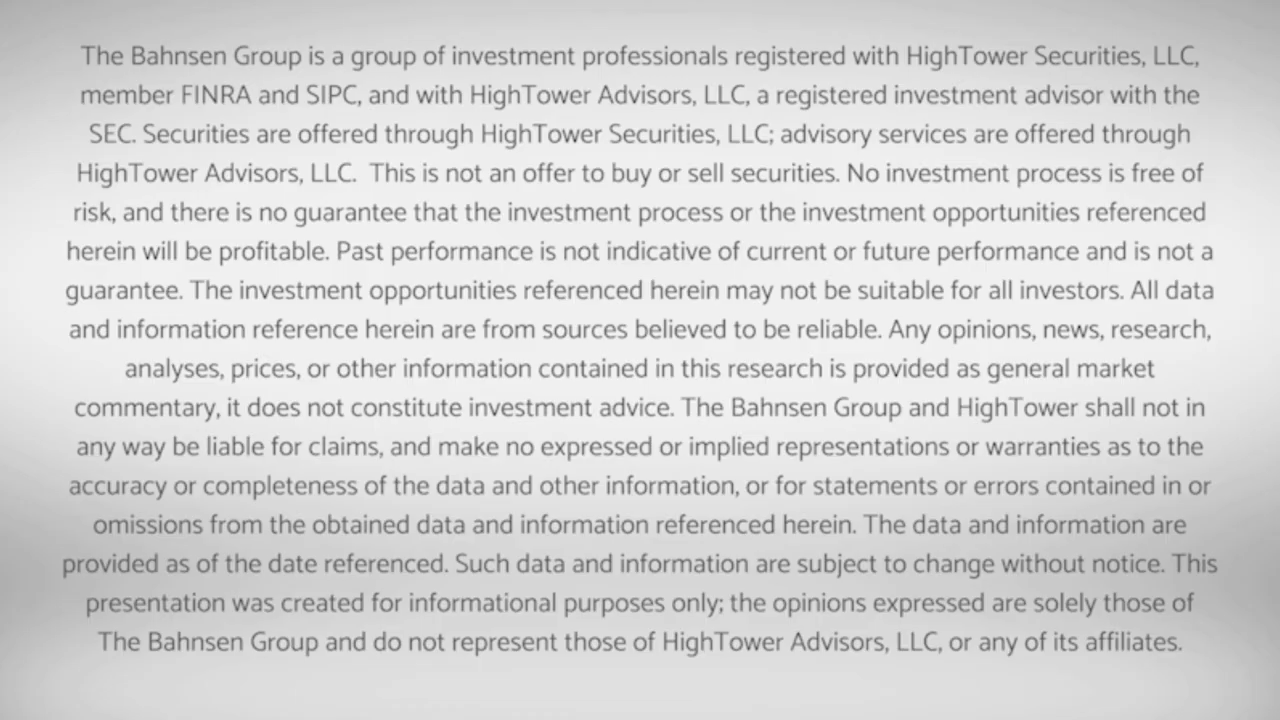 The Bahnsen Group is a group of investment professionals registered with HighTower Securities, LLC,
member FINRA and SIPC, and with HighTower Advisors, LLC, a registered investment advisor with the
SEC. Securities are offered through HighTower Securities, LLC; advisory services are offered through
HighTower Advisors, LLC.  This is not an offer to buy or sell securities. No investment process is free of
risk, and there is no guarantee that the investment process or the investment opportunities referenced
herein will be profitable. Past performance is not indicative of current or future performance and is not a
guarantee. The investment opportunities referenced herein may not be suitable for all investors. All data
and information reference herein are from sources believed to be reliable. Any opinions, news, research,
analyses, prices, or other information contained in this research is provided as general market
commentary, it does not constitute investment advice. The Bahnsen Group and HighTower shall not in
any way be liable for claims, and make no expressed or implied representations or warranties as to the
accuracy or completeness of the data and other information, or for statements or errors contained in or
omissions from the obtained data and information referenced herein. The data and information are
provided as of the date referenced. Such data and information are subject to change without notice. This
presentation was created for informational purposes only; the opinions expressed are solely those of
The Bahnsen Group and do not represent those of HighTower Advisors, LLC, or any of its affiliates.